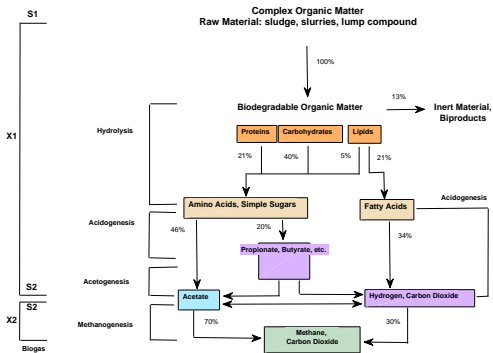 S1
Complex Organic Matter
Raw Material: sludge, slurries, lump compound
100%
13%
Biodegradable Organic Matter
Inert Material,
Biproducts
Hydrolysis
X1
Proteins
Carbohydrates
Lipids
21%
40%
5%
21%
Amino Acids, Simple Sugars
Fatty Acids
Acidogenesis
Acidogenesis
46%
20%
34%
Propionate, Butyrate, etc.
Acetogenesis
S2
Acetate
Hydrogen, Carbon Dioxide
S2
X2
Methanogenesis
70%
30%
Methane,
Carbon Dioxide
Biogas